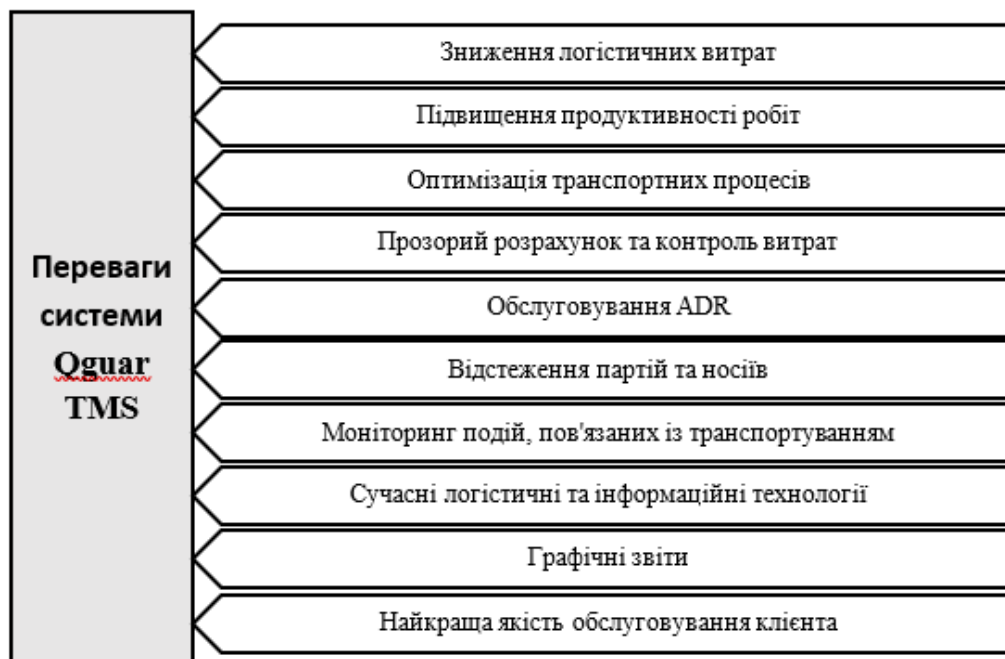 Переваги
системи
Qguar
TMS
Зниження логістичних витрат
Підвищення продуктивності робіт
Оптимізація транспортних процесів
Прозорий розрахунок та контроль витрат
Обслуговування ADR
Відстеження партій та носіїв
Моніторинг подій, пов'язаних із транспортуванням
Сучасні логістичні та інформаційні технології
Графічні звіти
Найкраща якість обслуговування клієнта